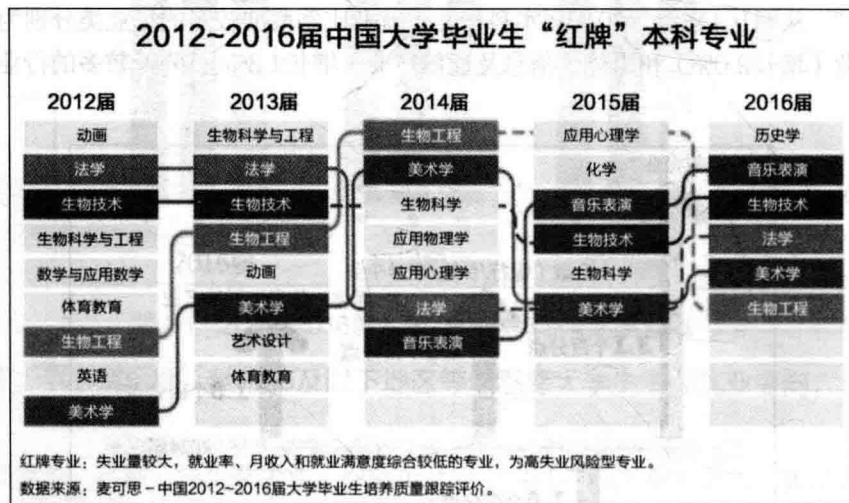 2012~2016届中国大学毕业生“红牌”本科专业
2012届 2013届 2014届 2015届 2016届
动画 生物科学与工程 生物工程 应用心理学 历史学
法学 法学 美术学 化学 音乐表演
生物技术 生物技术 生物科学 音乐表演 生物技术
生物科学与工程 生物工程 应用物理学 生物技术 法学
数学与应用数学 动画 应用心理学 生物科学 美术学
体育教育 美术学 法学 美术学 生物工程
生物工程 艺术设计 音乐表演
英语 体育教育
美术学
红牌专业：失业量较大，就业率、月收入和就业满意度综合较低的专业，为高失业风险型专业。
数据来源：麦可思－中国2012~2016届大学毕业生培养质量跟踪评价。